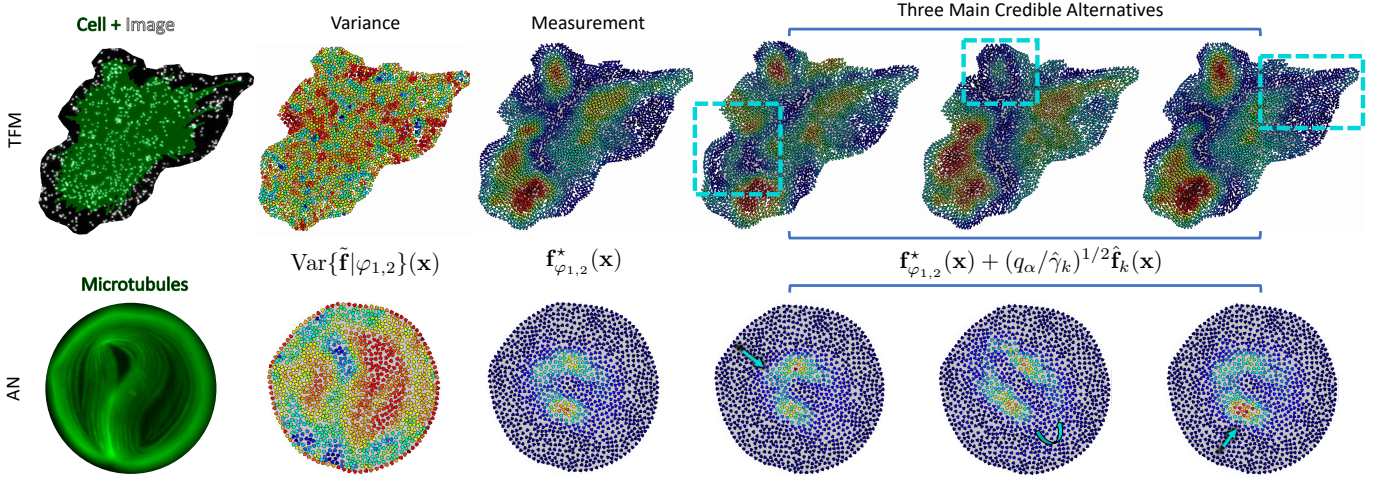 Cell + Image
Variance
Measurement
Three Main Credible Alternatives
TFM
Var{f̃|φ₁,₂}(x)
f⋆φ₁,₂(x)
f⋆φ₁,₂(x) + (qα/γ̂ₖ)^1/2 f̂ₖ(x)
Microtubules
AN